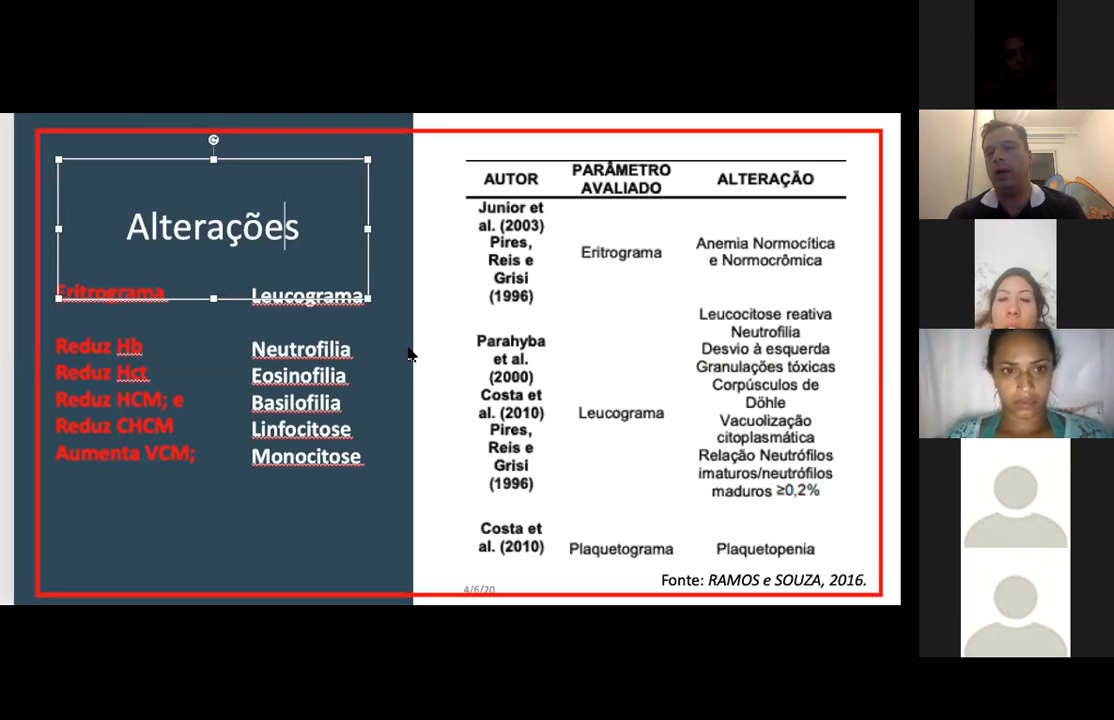 Alterações
Eritrograma
Leucograma
Reduz Hb
Reduz Hct
Reduz HCM; e
Reduz CHCM
Aumenta VCM;
Neutrofilia
Eosinofilia
Basilofilia
Linfocitose
Monocitose
AUTOR
PARÂMETRO
AVALIADO
ALTERAÇÃO
Junior et
al. (2003)
Pires,
Reis e
Grisi
(1996)
Eritrograma
Anemia Normocítica
e Normocrômica
Parahyba
et al.
(2000)
Costa et
al. (2010)
Pires,
Reis e
Grisi
(1996)
Leucograma
Leucocitose reativa
Neutrofilia
Desvio à esquerda
Granulações tóxicas
Corpúsculos de
Döhle
Vacuolização
citoplasmática
Relação Neutrófilos
imaturos/neutrófilos
maduros ≥0,2%
Costa et
al. (2010)
Plaquetograma
Plaquetopenia
Fonte: RAMOS e SOUZA, 2016.
4/6/20